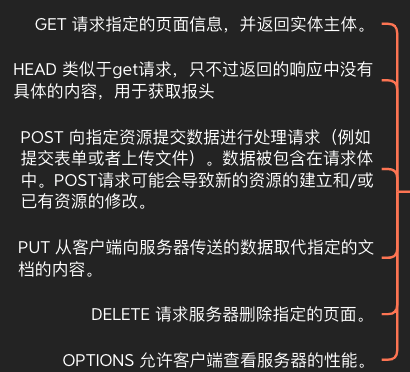 GET 请求指定的页面信息，并返回实体主体。
HEAD 类似于get请求，只不过返回的响应中没有
具体的内容，用于获取报头
POST 向指定资源提交数据进行处理请求（例如
提交表单或者上传文件）。数据被包含在请求体
中。POST请求可能会导致新的资源的建立和/或
已有资源的修改。
PUT 从客户端向服务器传送的数据取代指定的文
档的内容。
DELETE 请求服务器删除指定的页面。
OPTIONS 允许客户端查看服务器的性能。